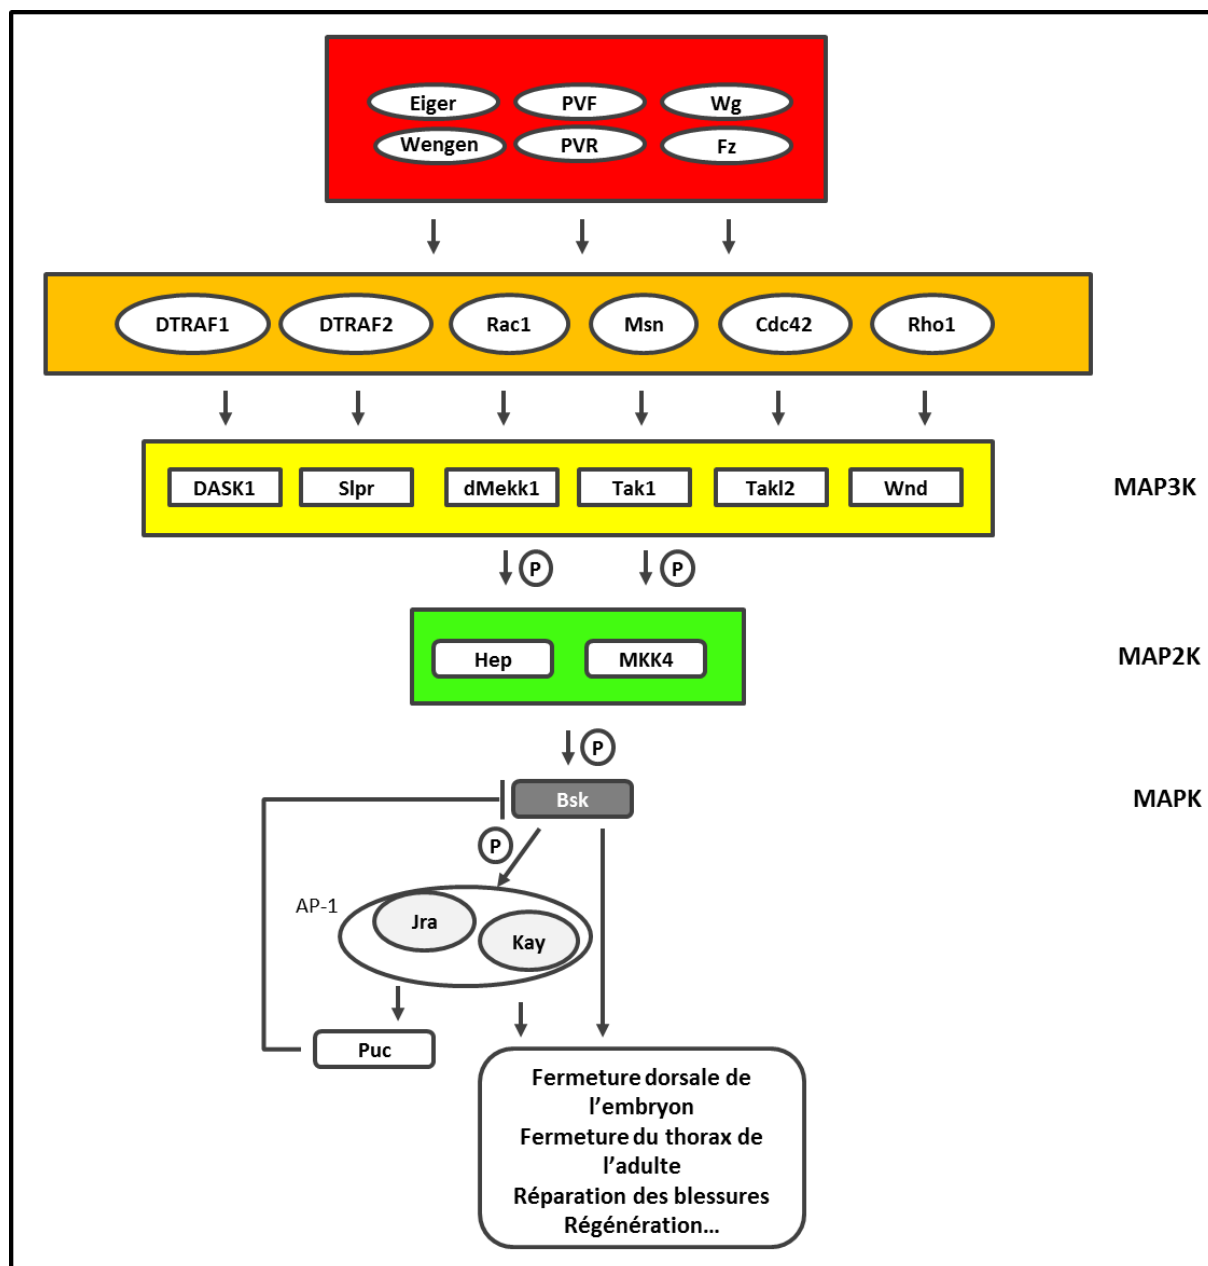 Eiger PVF Wg
Wengen PVR Fz
DTRAF1 DTRAF2 Rac1 Msn Cdc42 Rho1
DASK1 Slpr dMekk1 Tak1 Takl2 Wnd MAP3K
P P
Hep MKK4 MAP2K
P
Bsk MAPK
P
AP-1 Jra
Kay
Puc
Fermeture dorsale de
l’embryon
Fermeture du thorax de
l’adulte
Réparation des blessures
Régénération…